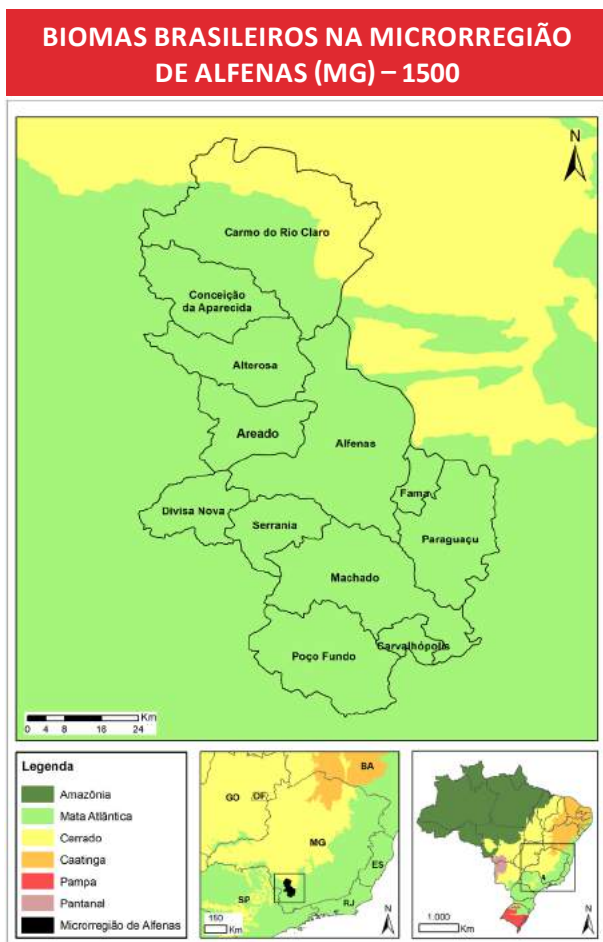 BIOMAS BRASILEIROS NA MICRORREGIÃO
DE ALFENAS (MG) – 1500
N
Carmo do Rio Claro
Conceição
da Aparecida
Alterosa
Areado
Alfenas
Fama
Divisa Nova
Serrania
Paraguaçu
Machado
Carvalhópolis
Poço Fundo
Km
0 4 8 16 24
Legenda
Amazônia
Mata Atlântica
Cerrado
Caatinga
Pampa
Pantanal
Microrregião de Alfenas
BA
GO
DF
MG
ES
SP
RJ
150
Km
N
1.000
Km
N